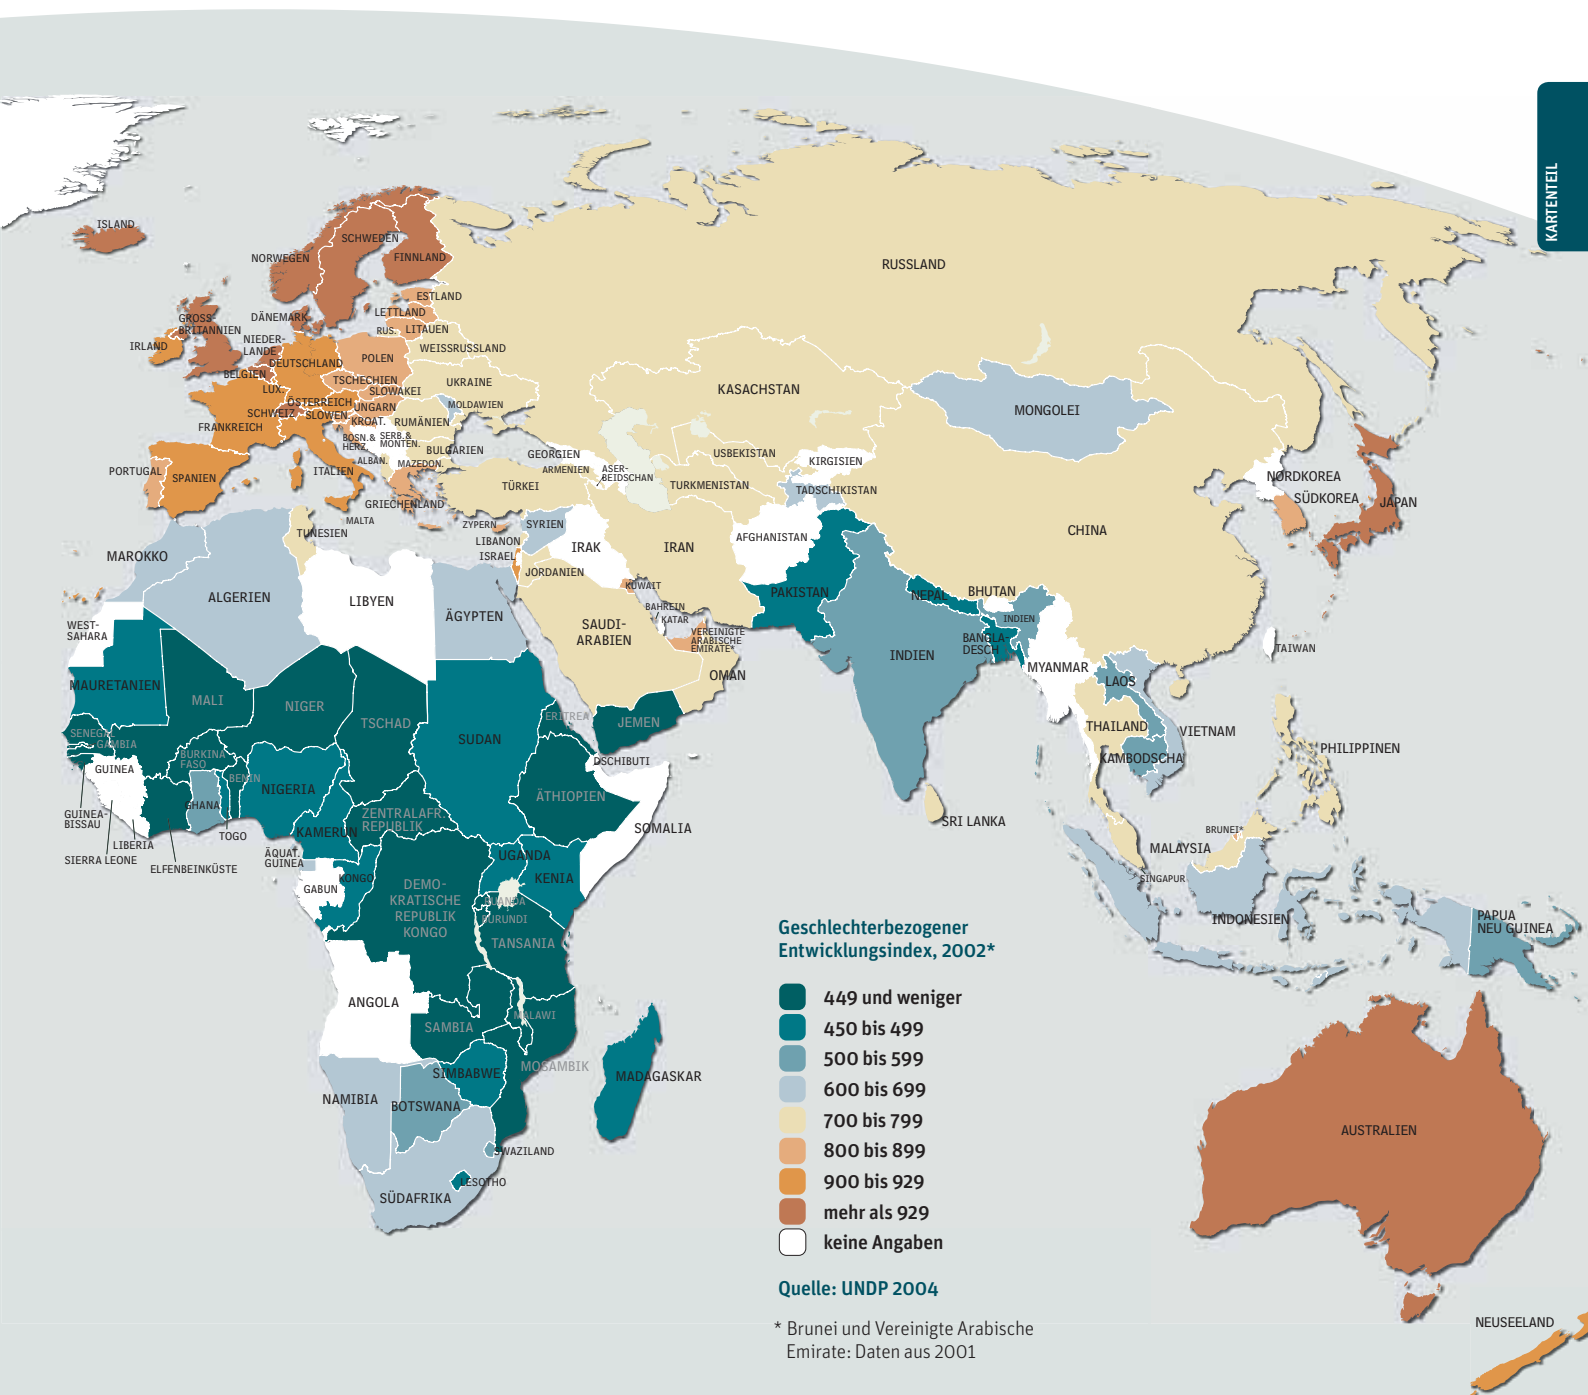 KARTENTEIL
ISLAND
NORWEGEN
SCHWEDEN
FINNLAND
RUSSLAND
ESTLAND
LETTLAND
RUS.
LITAUEN
DÄNEMARK
GROSS-
BRITANNIEN
IRLAND
NIEDER-
LANDE
BELGIEN
DEUTSCHLAND
LUX.
POLEN
WEISSRUSSLAND
TSCHECHIEN
SLOWAKEI
UKRAINE
ÖSTERREICH
UNGARN
MOLDAWIEN
SCHWEIZ
SLOWEN.
FRANKREICH
KROAT.
RUMÄNIEN
BOSN.&
HERZ.
SERB.&
MONTEN.
BULGARIEN
ALBAN.
MAZEDON.
PORTUGAL
SPANIEN
ITALIEN
GRIECHENLAND
MALTA
TÜRKEI
ZYPERN
GEORGIEN
ARMENIEN
ASER-
BEIDSCHAN
KASACHSTAN
USBEKISTAN
TURKMENISTAN
KIRGISIEN
TADSCHIKISTAN
MONGOLEI
CHINA
NORDKOREA
SÜDKOREA
JAPAN
TAIWAN
SYRIEN
LIBANON
ISRAEL
JORDANIEN
IRAK
IRAN
AFGHANISTAN
KUWAIT
BAHREIN
KATAR
VEREINIGTE
ARABISCHE
EMIRATE*
SAUDI-
ARABIEN
OMAN
JEMEN
PAKISTAN
NEPAL
BHUTAN
INDIEN
BANGLA-
DESCH
INDIEN
MYANMAR
LAOS
THAILAND
VIETNAM
KAMBODSCHA
PHILIPPINEN
SRI LANKA
BRUNEI*
MALAYSIA
SINGAPUR
INDONESIEN
PAPUA
NEU GUINEA
AUSTRALIEN
NEUSEELAND
MAROKKO
TUNESIEN
ALGERIEN
LIBYEN
ÄGYPTEN
WEST-
SAHARA
MAURETANIEN
MALI
NIGER
TSCHAD
SUDAN
ERITREA
DSCHIBUTI
ÄTHIOPIEN
SOMALIA
SENEGAL
GAMBIA
GUINEA
GUINEA-
BISSAU
SIERRA LEONE
LIBERIA
ELFENBEINKÜSTE
BURKINA
FASO
GHANA
TOGO
BENIN
NIGERIA
KAMERUN
ZENTRALAFR.
REPUBLIK
ÄQUAT.
GUINEA
GABUN
KONGO
DEMO-
KRATISCHE
REPUBLIK
KONGO
UGANDA
KENIA
RUANDA
BURUNDI
TANSANIA
ANGOLA
SAMBIA
MALAWI
MOSAMBIK
SIMBABWE
MADAGASKAR
NAMIBIA
BOTSWANA
SWAZILAND
LESOTHO
SÜDAFRIKA
Geschlechterbezogener
Entwicklungsindex, 2002*
449 und weniger
450 bis 499
500 bis 599
600 bis 699
700 bis 799
800 bis 899
900 bis 929
mehr als 929
keine Angaben
Quelle: UNDP 2004
* Brunei und Vereinigte Arabische
Emirate: Daten aus 2001